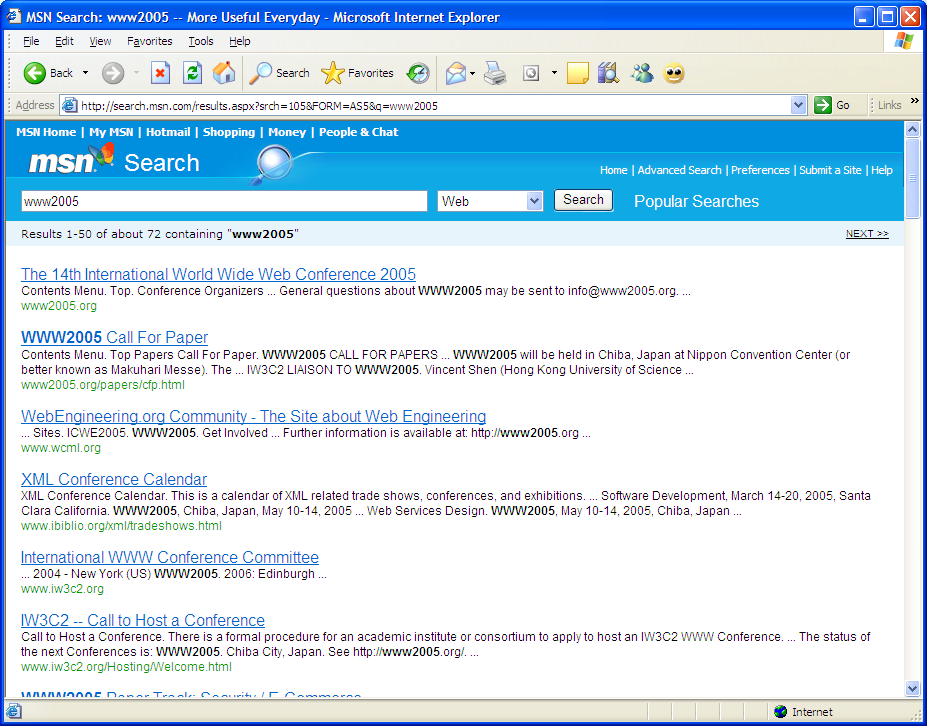 MSN Search: www2005 -- More Useful Everyday - Microsoft Internet Explorer
File Edit View Favorites Tools Help
Back Search Favorites
Address http://search.msn.com/results.aspx?srch=105&FORM=AS5&q=www2005 Go Links »
MSN Home | My MSN | Hotmail | Shopping | Money | People & Chat
msn Search
Home | Advanced Search | Preferences | Submit a Site | Help
www2005 Web Search Popular Searches
Results 1-50 of about 72 containing "www2005" NEXT >>
The 14th International World Wide Web Conference 2005
Contents Menu. Top. Conference Organizers ... General questions about WWW2005 may be sent to info@www2005.org. ...
www2005.org
WWW2005 Call For Paper
Contents Menu. Top Papers Call For Paper. WWW2005 CALL FOR PAPERS ... WWW2005 will be held in Chiba, Japan at Nippon Convention Center (or
better known as Makuhari Messe). The ... IW3C2 LIAISON TO WWW2005. Vincent Shen (Hong Kong University of Science ...
www2005.org/papers/cfp.html
WebEngineering.org Community - The Site about Web Engineering
... Sites. ICWE2005. WWW2005. Get Involved ... Further information is available at: http://www2005.org ...
www.wcml.org
XML Conference Calendar
XML Conference Calendar. This is a calendar of XML related trade shows, conferences, and exhibitions. ... Software Development, March 14-20, 2005, Santa
Clara California. WWW2005, Chiba, Japan, May 10-14, 2005 ... Web Services Design. WWW2005, May 10-14, 2005, Chiba, Japan ...
www.ibiblio.org/xml/tradeshows.html
International WWW Conference Committee
... 2004 - New York (US) WWW2005. 2006: Edinburgh ...
www.iw3c2.org
IW3C2 -- Call to Host a Conference
Call to Host a Conference. There is a formal procedure for an academic institute or consortium to apply to host an IW3C2 WWW Conference. ... The status of
the next Conferences is: WWW2005. Chiba City, Japan. See http://www2005.org/. ...
www.iw3c2.org/Hosting/Welcome.html
WWW2005 Paper Track: Security / E-Commerce
Internet